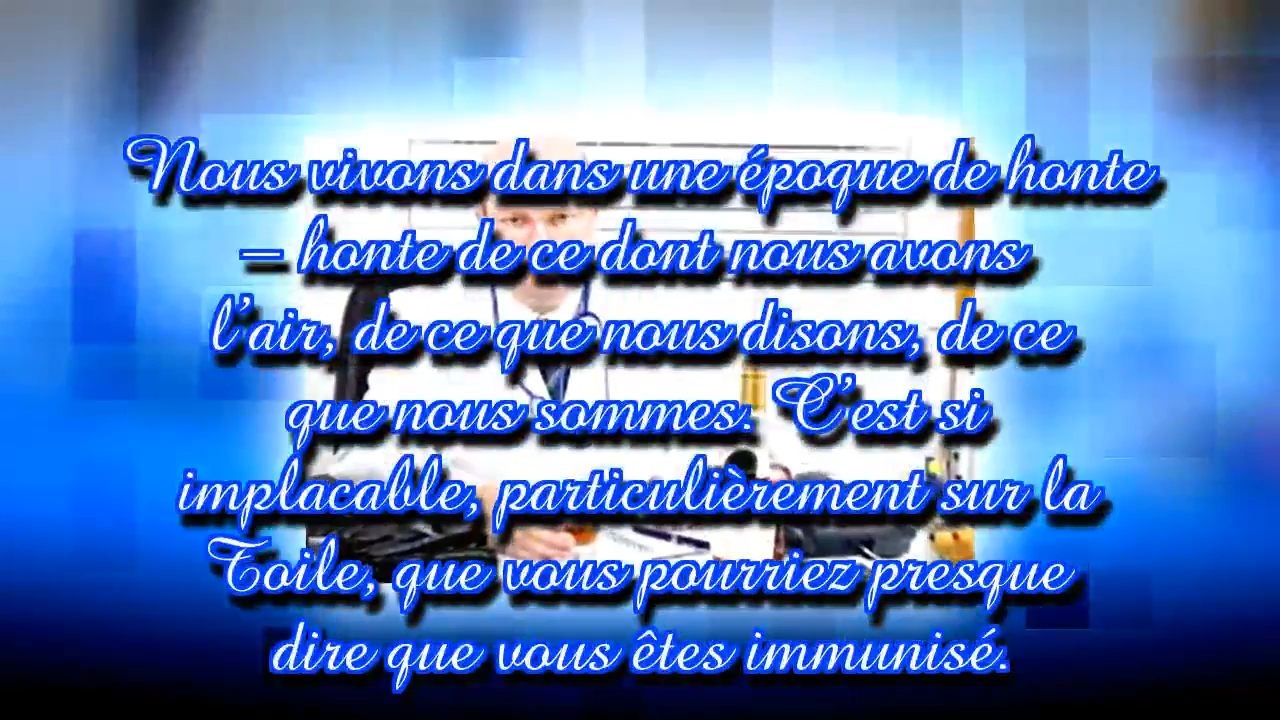 Nous vivons dans une époque de honte
– honte de ce dont nous avons
l'air, de ce que nous disons, de ce
que nous sommes. C'est si
implacable, particulièrement sur la
Toile, que vous pourriez presque
dire que vous êtes immunisé.